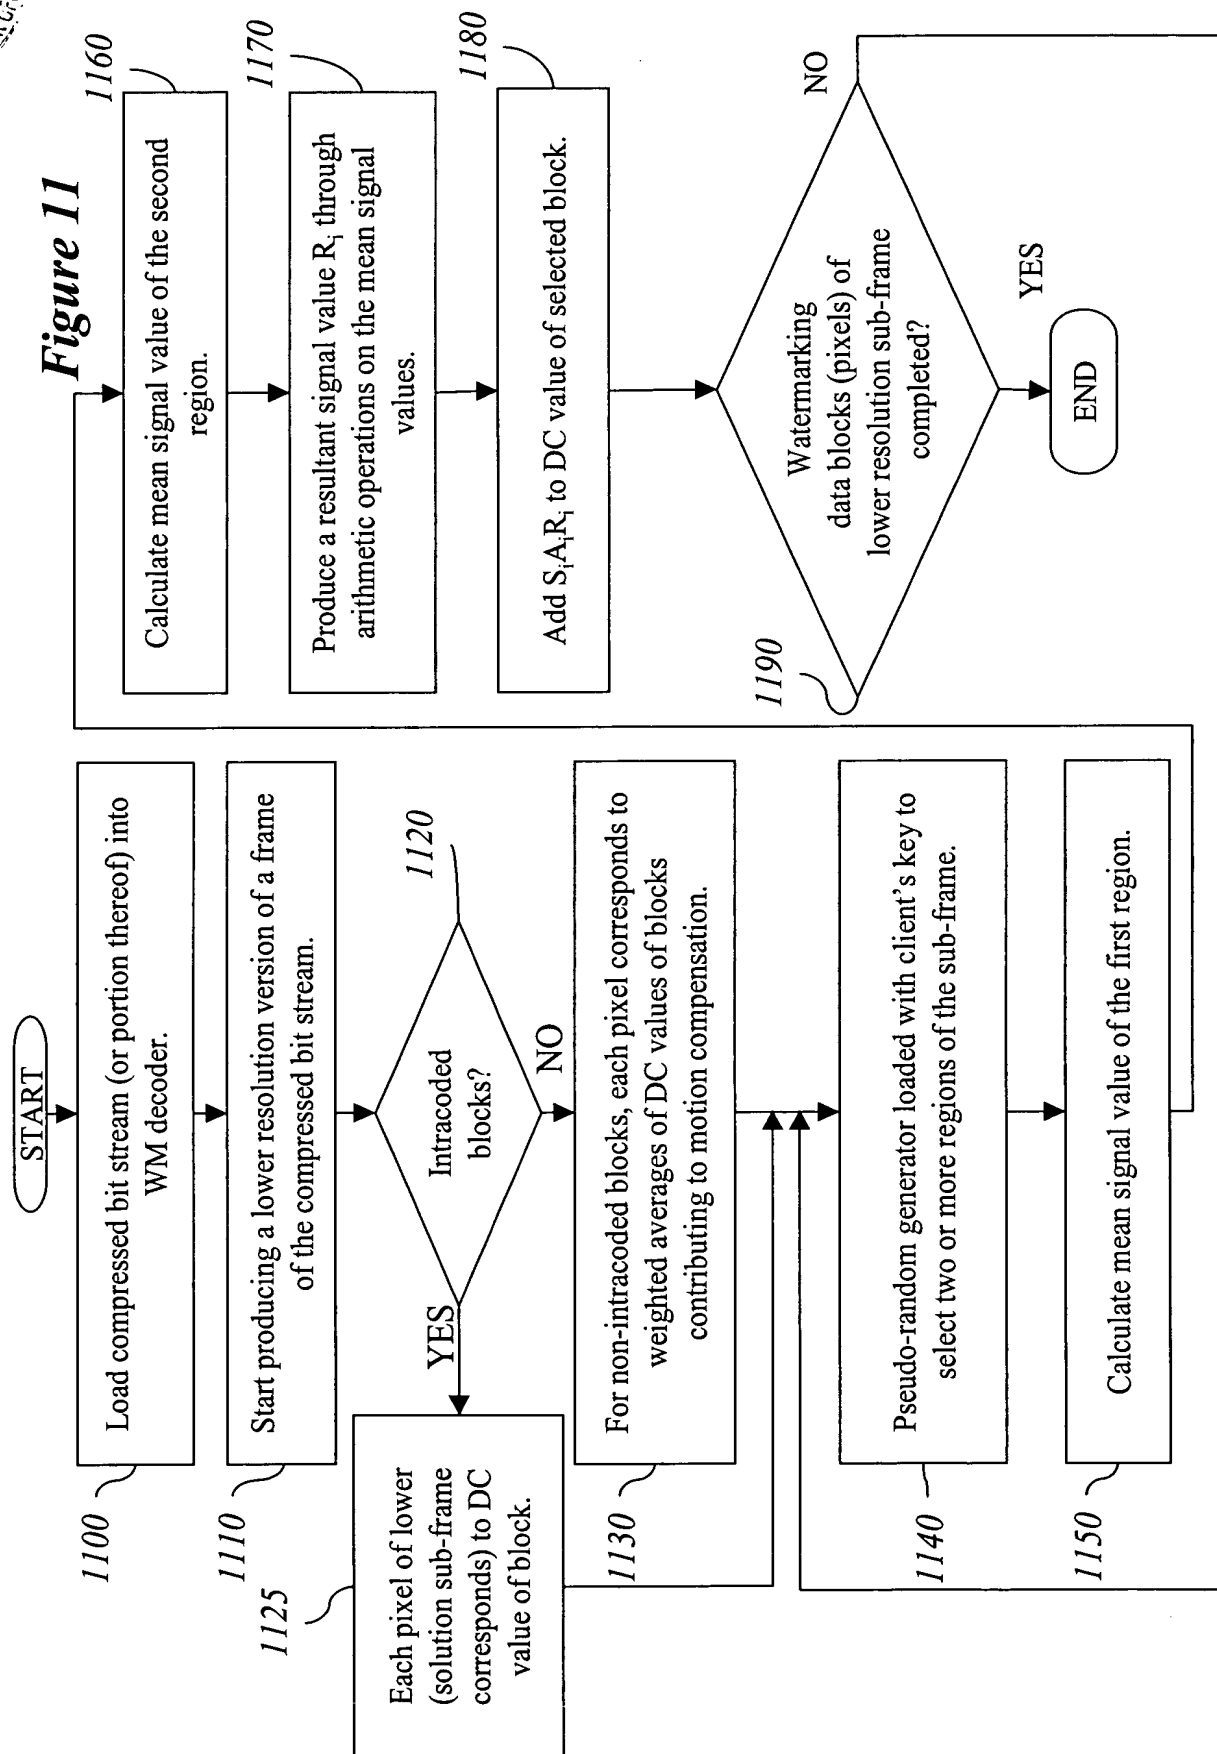 Figure 11
START
1100
Load compressed bit stream (or portion thereof) into
WM decoder.
1110
Start producing a lower resolution version of a frame
of the compressed bit stream.
1120
Intracoded
blocks?
YES
NO
1125
Each pixel of lower
(solution sub-frame
corresponds) to DC
value of block.
1130
For non-intracoded blocks, each pixel corresponds to
weighted averages of DC values of blocks
contributing to motion compensation.
1140
Pseudo-random generator loaded with client's key to
select two or more regions of the sub-frame.
1150
Calculate mean signal value of the first region.
1160
Calculate mean signal value of the second
region.
1170
Produce a resultant signal value Ri through
arithmetic operations on the mean signal
values.
1180
Add SiAiRi to DC value of selected block.
1190
Watermarking
data blocks (pixels) of
lower resolution sub-frame
completed?
NO
YES
END